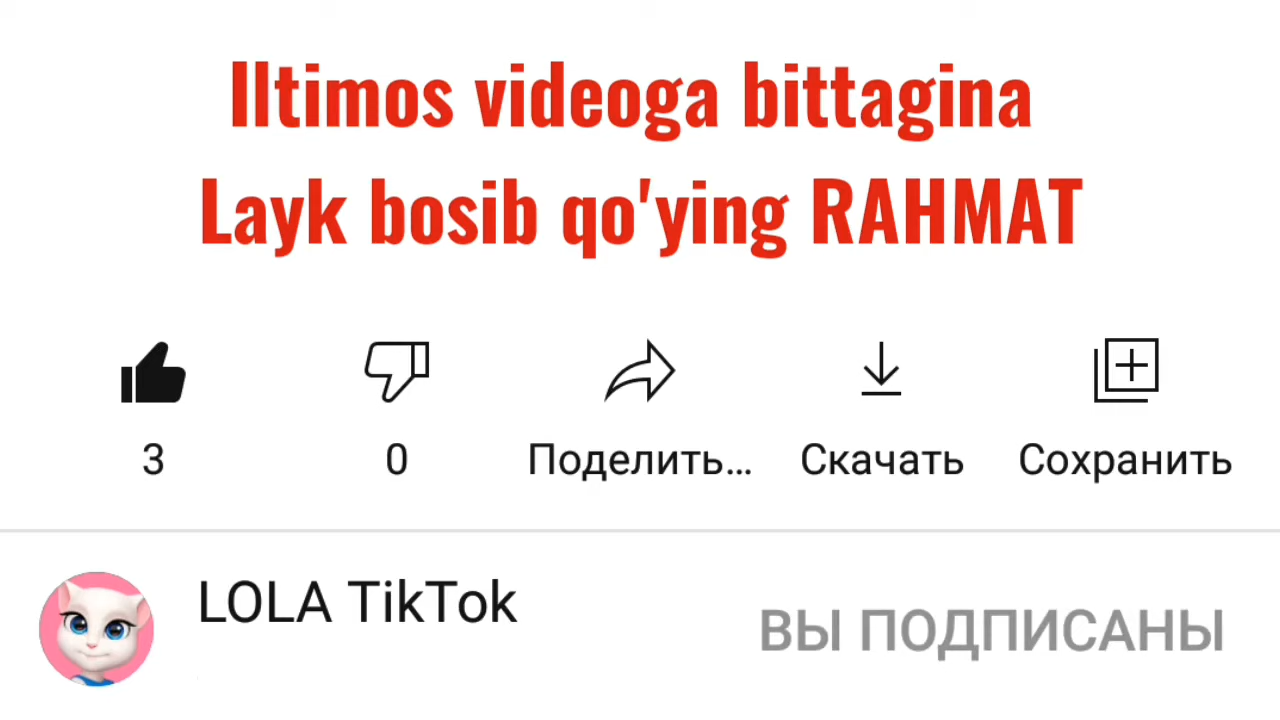 Iltimos videoga bittagina
Layk bosib qo'ying RAHMAT
3
0
Поделить...
Скачать
Сохранить
LOLA TikTok
ВЫ ПОДПИСАНЫ